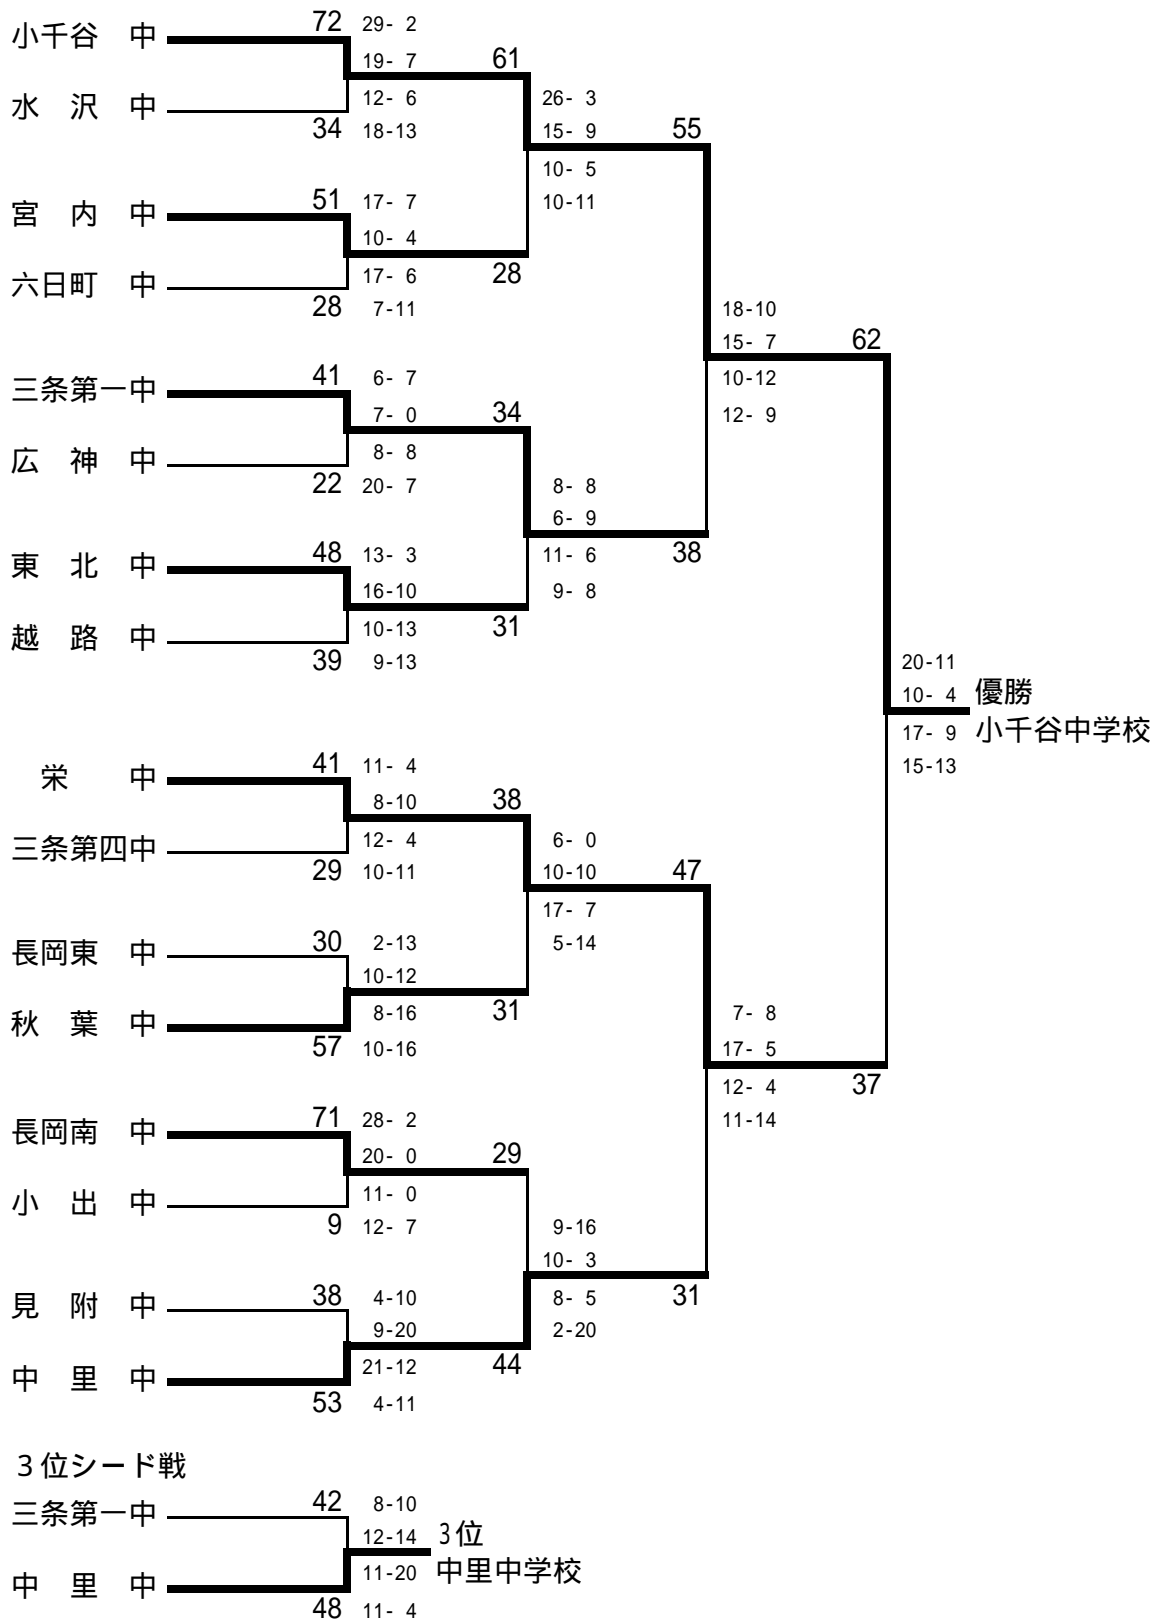 小千谷 中 72 29- 2
19- 7 61
水 沢 中 12- 6 26- 3
34 18-13 15- 9 55
10- 5
宮 内 中 51 17- 7 10-11
10- 4
六日町 中 17- 6 28
28 7-11 18-10
15- 7 62
三条第一中 41 6- 7 10-12
7- 0 34 12- 9
広 神 中 8- 8
22 20- 7 8- 8
6- 9
東 北 中 48 13- 3 11- 6 38
16-10 9- 8
越 路 中 10-13 31
39 9-13 20-11
10- 4 優勝
17- 9 小千谷中学校
栄 中 41 11- 4 15-13
8-10 38
三条第四中 12- 4 6- 0
29 10-11 10-10 47
17- 7
長岡東 中 30 2-13 5-14
10-12
秋 葉 中 8-16 31 7- 8
57 10-16 17- 5
12- 4 37
長岡南 中 71 28- 2 11-14
20- 0 29
小 出 中 11- 0
9 12- 7 9-16
10- 3
見 附 中 38 4-10 8- 5 31
9-20 2-20
中 里 中 21-12 44
53 4-11
3位シード戦
三条第一中 42 8-10
12-14 3位
11-20 中里中学校
中 里 中
48 11- 4